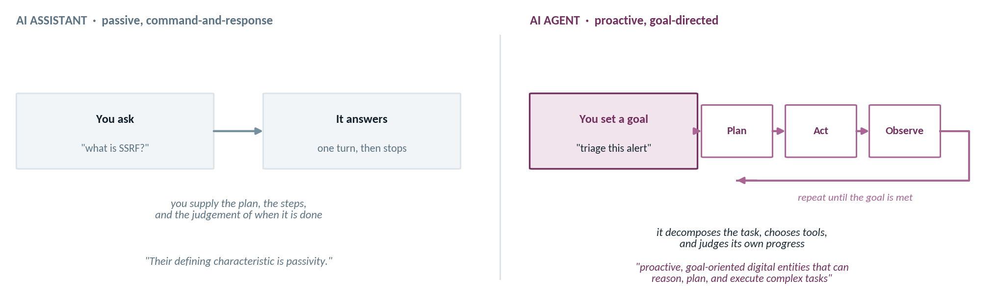 AI ASSISTANT · passive, command-and-response
You ask
"what is SSRF?"
It answers
one turn, then stops
you supply the plan, the steps,
and the judgement of when it is done
"Their defining characteristic is passivity."
AI AGENT · proactive, goal-directed
You set a goal
"triage this alert"
Plan
Act
Observe
repeat until the goal is met
it decomposes the task, chooses tools,
and judges its own progress
"proactive, goal-oriented digital entities that can
reason, plan, and execute complex tasks"